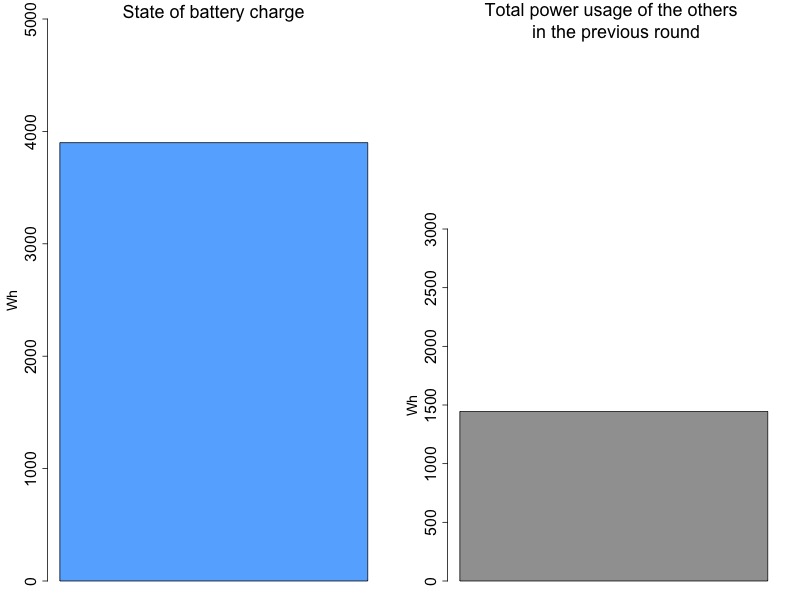 State of battery charge
Wh
5000
4000
3000
2000
1000
0
Total power usage of the others
in the previous round
Wh
3000
2500
2000
1500
1000
500
0